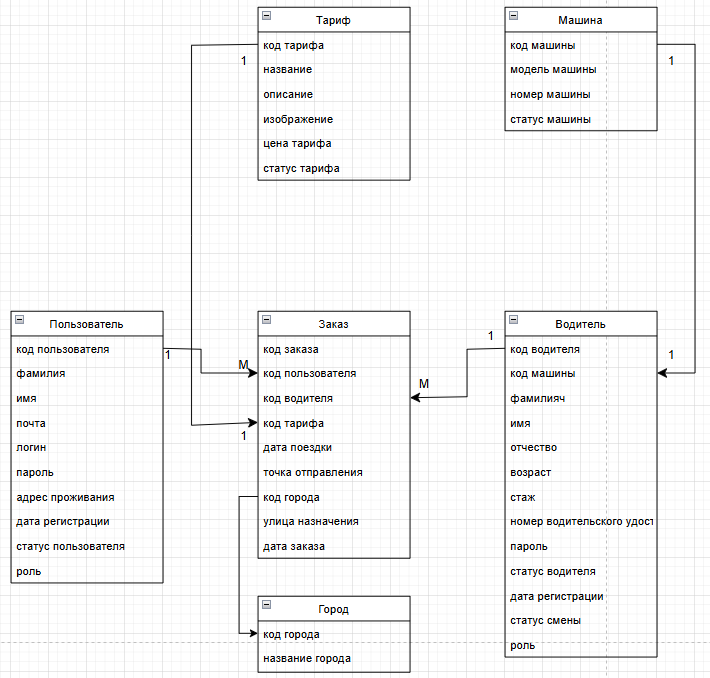 Тариф
код тарифа
1
название
описание
изображение
цена тарифа
статус тарифа
Машина
код машины
1
модель машины
номер машины
статус машины
Пользователь
код пользователя
1
фамилия
имя
почта
логин
пароль
адрес проживания
дата регистрации
статус пользователя
роль
Заказ
код заказа
М
код пользователя
код водителя
М
код тарифа
1
дата поездки
точка отправления
код города
улица назначения
дата заказа
Водитель
1
код водителя
1
код машины
фамилияч
имя
отчество
возраст
стаж
номер водительского удост
пароль
статус водителя
дата регистрации
статус смены
роль
Город
код города
название города